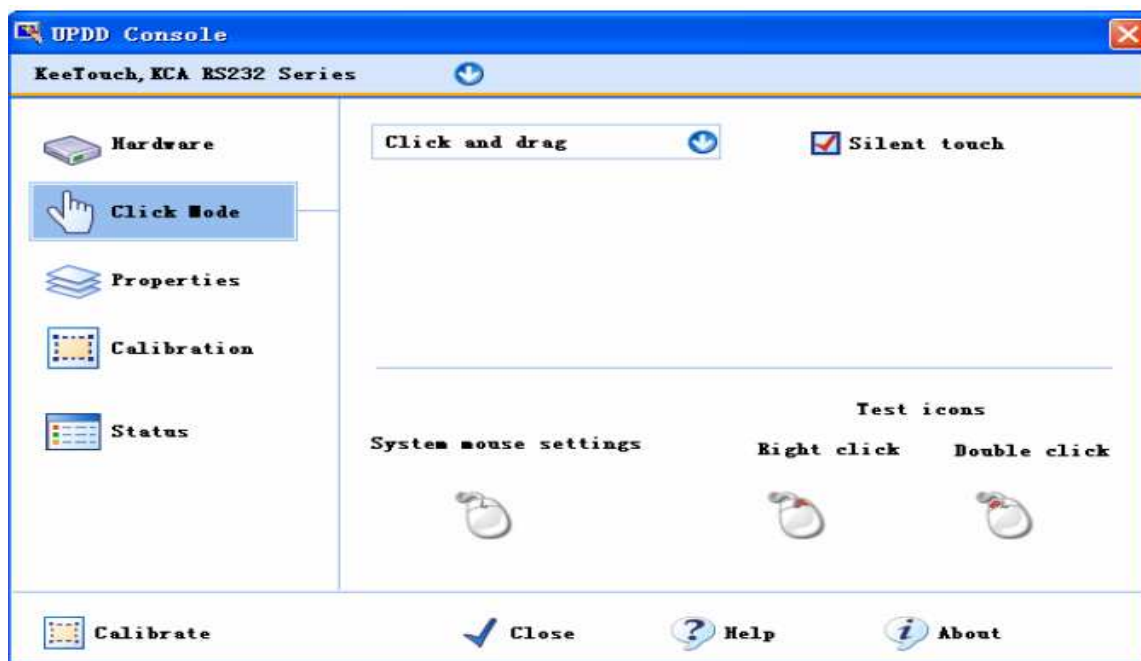 UPDD Console
KeeTouch,KCA RS232 Series
Hardware
Click Mode
Properties
Calibration
Status
Click and drag
Silent touch
System mouse settings
Test icons
Right click
Double click
Calibrate
Close
Help
About